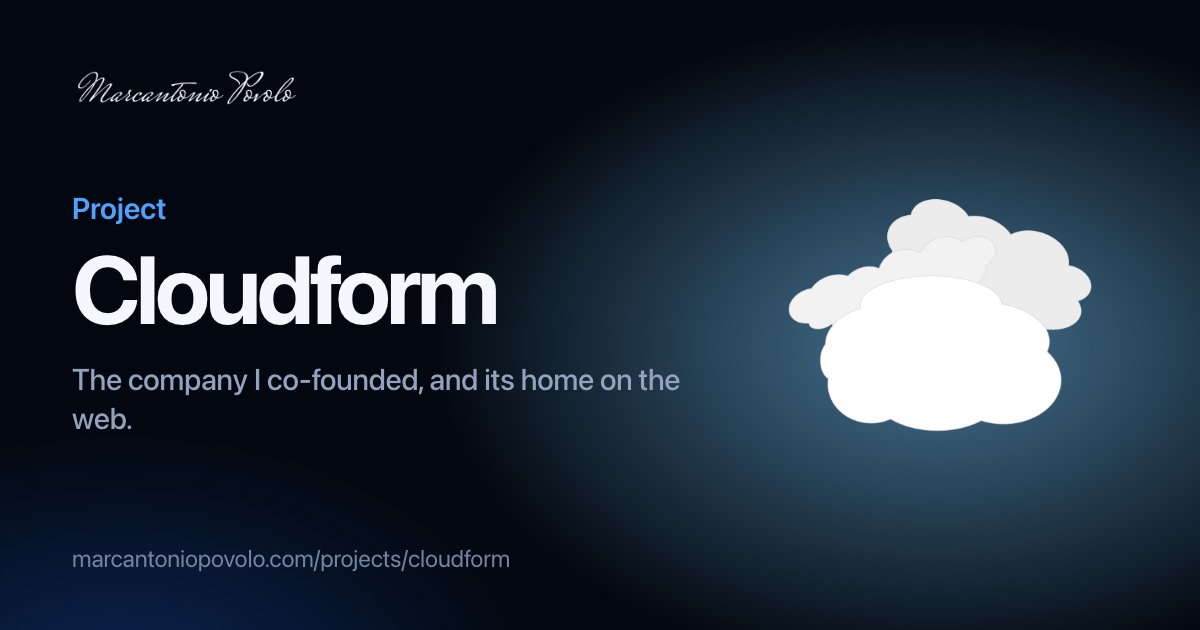 Marcantonio Povolo
Project
Cloudform
The company I co-founded, and its home on the
web.
marcantoniopovolo.com/projects/cloudform